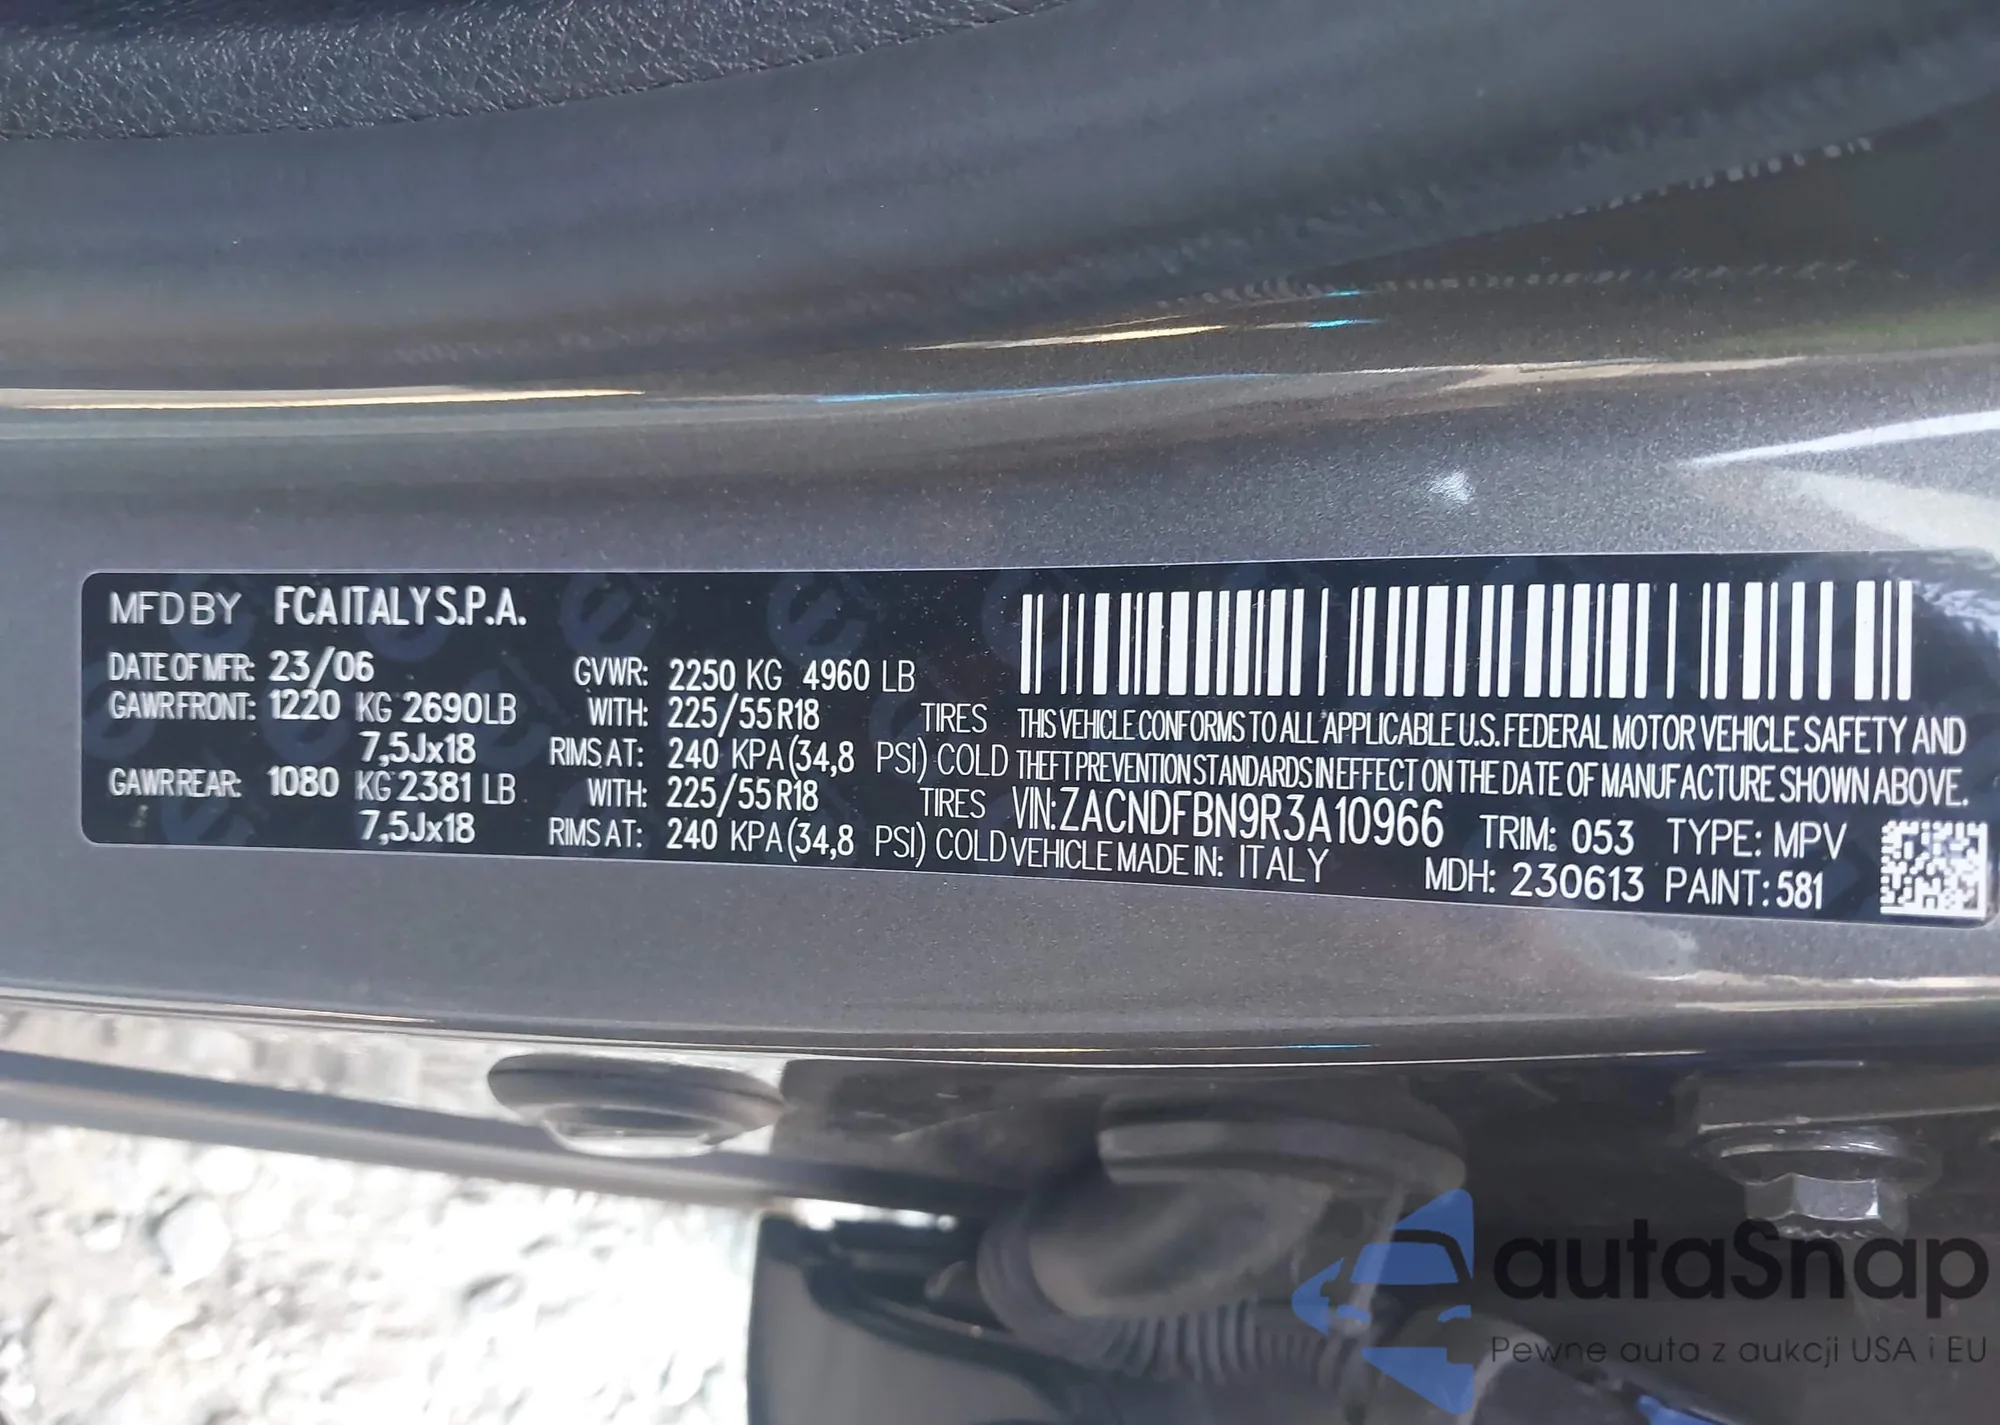 MFD BY FCA ITALY S.P.A.
DATE OF MFR: 23/06 GVWR: 2250 KG 4960 LB
GAWR FRONT: 1220 KG 2690 LB WITH: 225/55 R18 TIRES
7,5Jx18 RIMS AT: 240 KPA (34,8 PSI) COLD
GAWR REAR: 1080 KG 2381 LB WITH: 225/55 R18 TIRES
7,5Jx18 RIMS AT: 240 KPA (34,8 PSI) COLD
THIS VEHICLE CONFORMS TO ALL APPLICABLE U.S. FEDERAL MOTOR VEHICLE SAFETY AND
THEFT PREVENTION STANDARDS IN EFFECT ON THE DATE OF MANUFACTURE SHOWN ABOVE.
VIN: ZACNDFBN9R3A10966 TRIM: 053 TYPE: MPV
VEHICLE MADE IN: ITALY MDH: 230613 PAINT: 581
autaSnap
Pewne auta z aukcji USA i EU